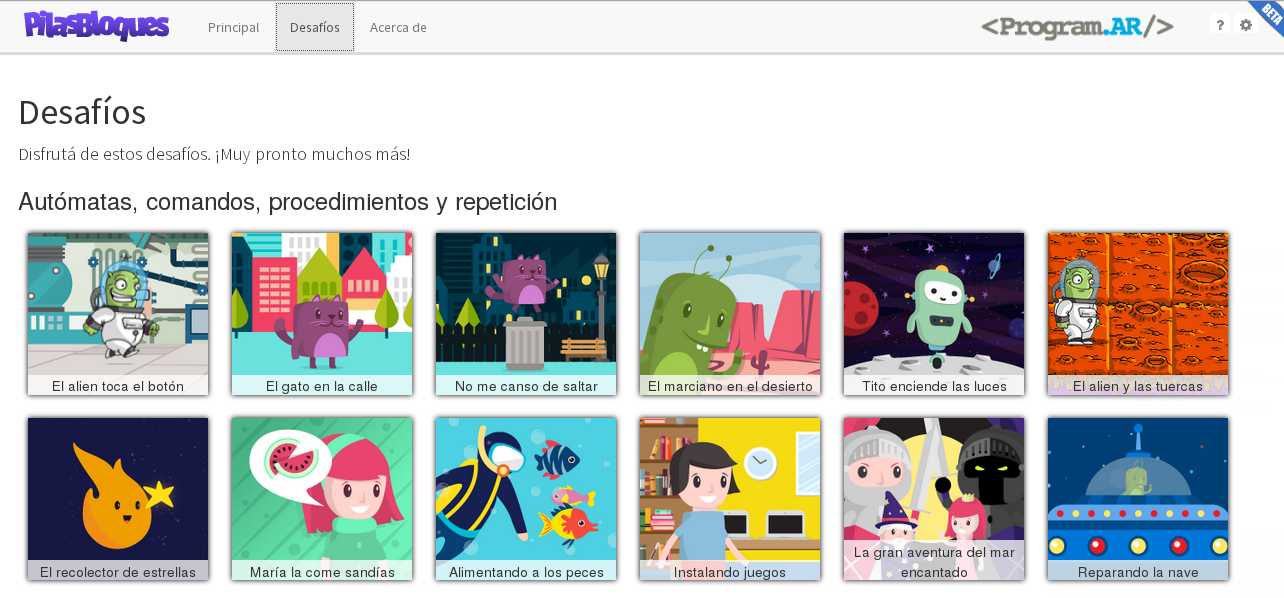 PilasBloques
Principal
Desafíos
Acerca de
<Program.AR/>
?
BETA
Desafíos
Disfrutá de estos desafíos. ¡Muy pronto muchos más!
Autómatas, comandos, procedimientos y repetición
El alien toca el botón
El gato en la calle
No me canso de saltar
El marciano en el desierto
Tito enciende las luces
El alien y las tuercas
El recolector de estrellas
María la come sandías
Alimentando a los peces
Instalando juegos
La gran aventura del mar
encantado
Reparando la nave